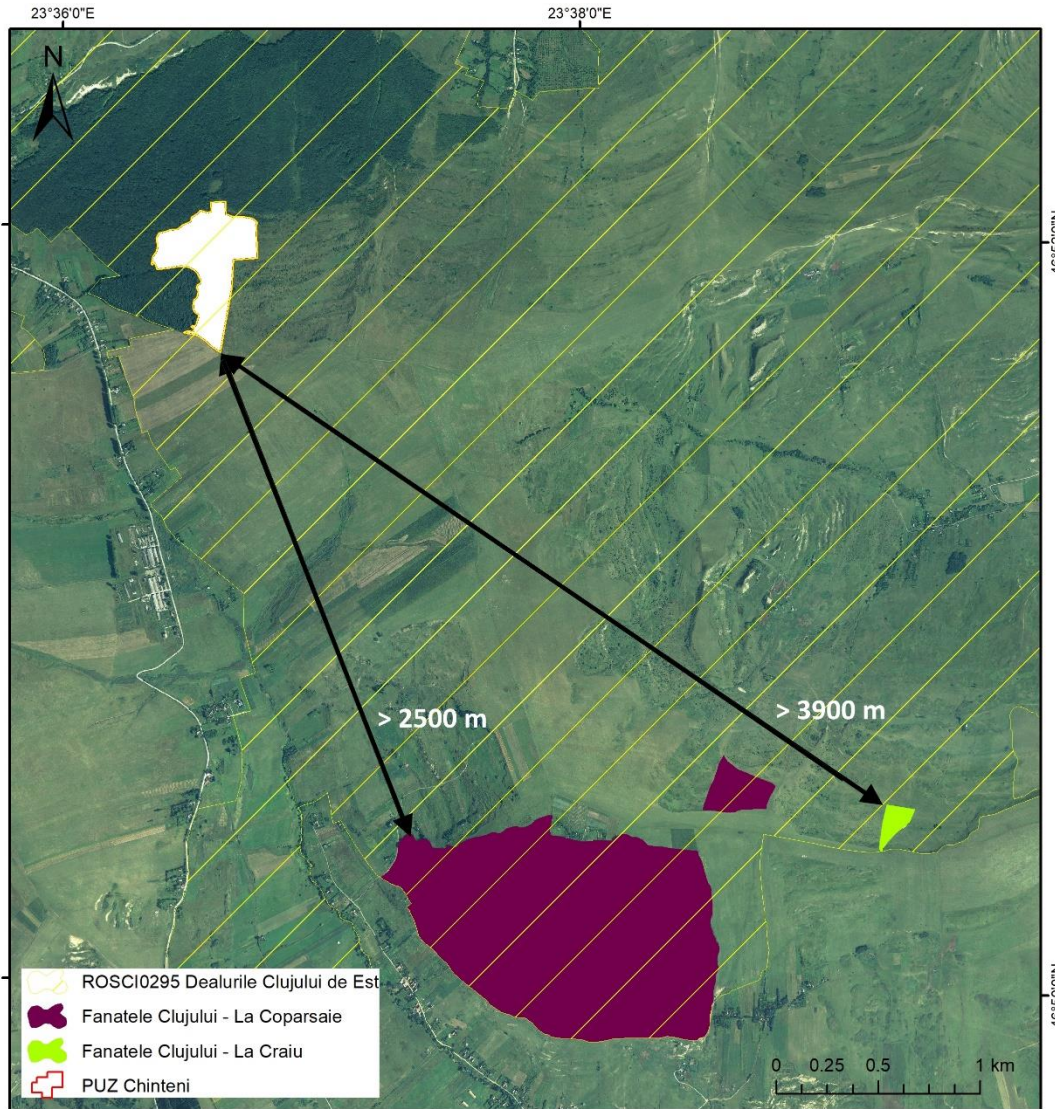 23°36'0"E
23°38'0"E
N
> 2500 m
> 3900 m
ROSCI0295 Dealurile Clujului de Est
Fanatele Clujului - La Coparsaie
Fanatele Clujului - La Craiu
PUZ Chinteni
0 0.25 0.5 1 km